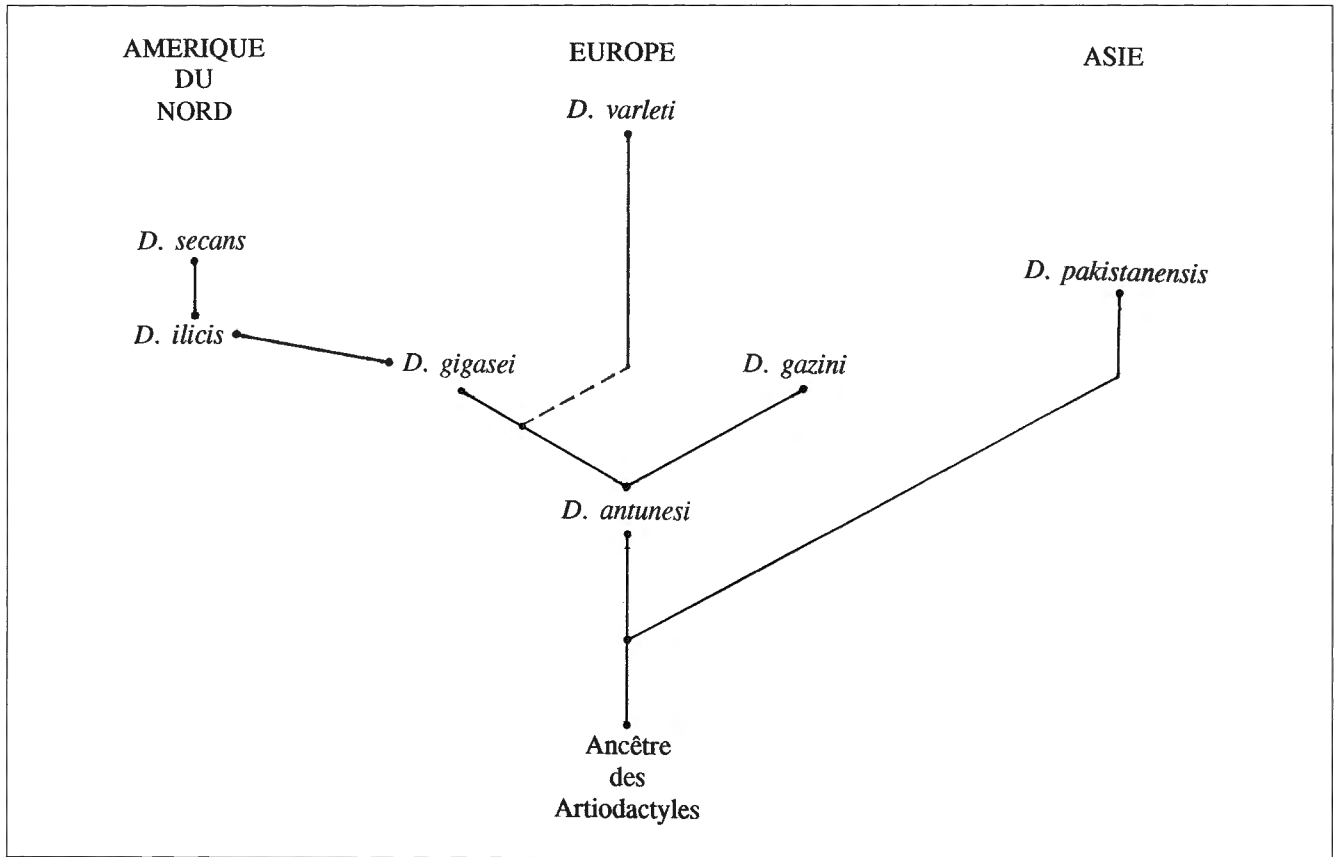 AMERIQUE
DU
NORD
EUROPE
ASIE
D. varleti
D. secans
D. pakistanensis
D. ilicis
D. gigasei
D. gazini
D. antunesi
Ancêtre
des
Artiodactyles